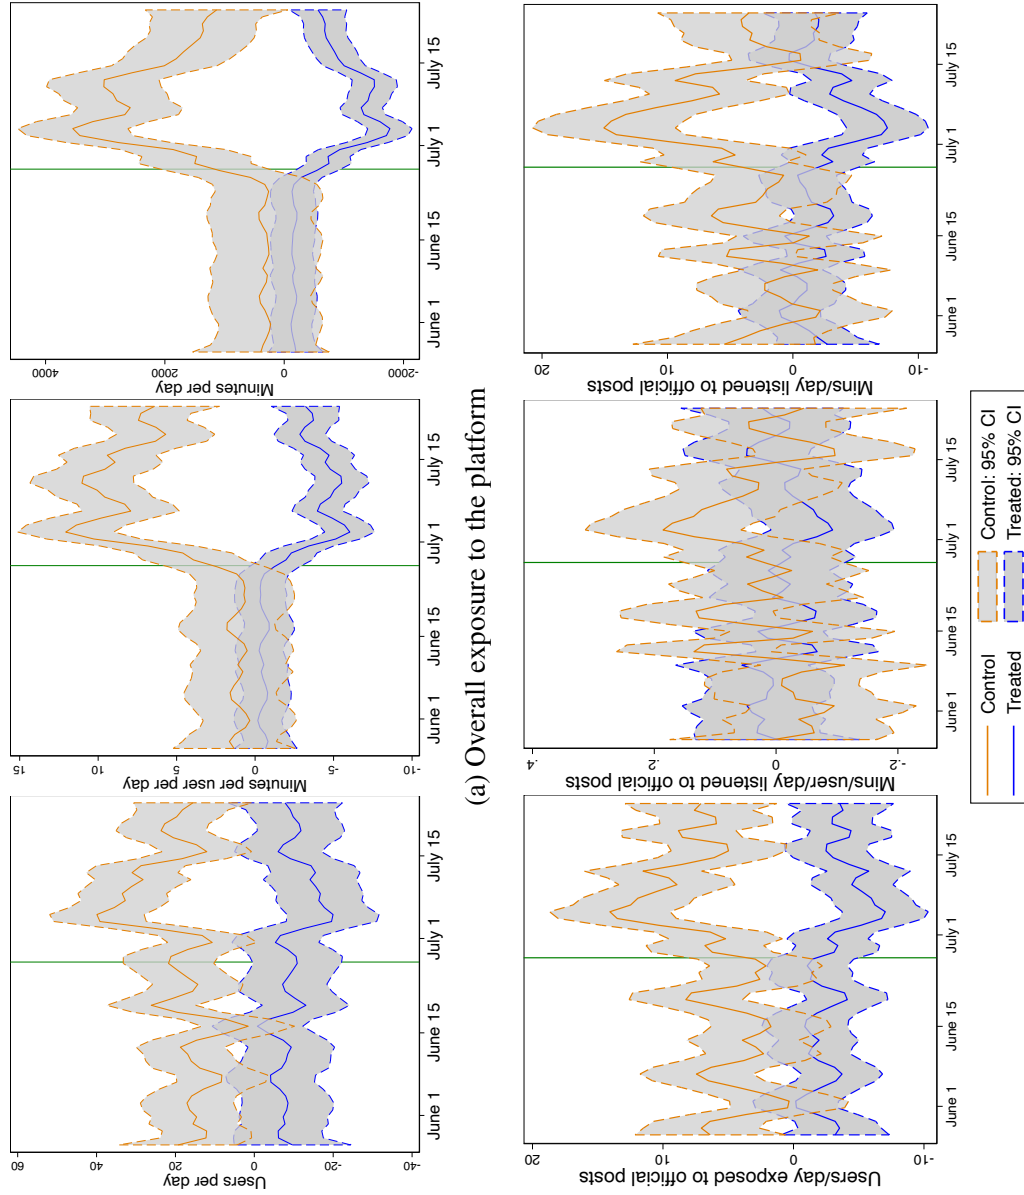 Users per day
60
40
20
0
-20
-40
June 1
June 15
July 1
July 15
Minutes per user per day
15
10
5
0
-5
-10
June 1
June 15
July 1
July 15
Minutes per day
4000
2000
0
-2000
June 1
June 15
July 1
July 15
(a) Overall exposure to the platform
Users/day exposed to official posts
20
10
0
-10
June 1
June 15
July 1
July 15
Mins/user/day listened to official posts
.4
.2
0
-.2
June 1
June 15
July 1
July 15
Mins/day listened to official posts
20
10
0
-10
June 1
June 15
July 1
July 15
Control
Control: 95% CI
Treated
Treated: 95% CI